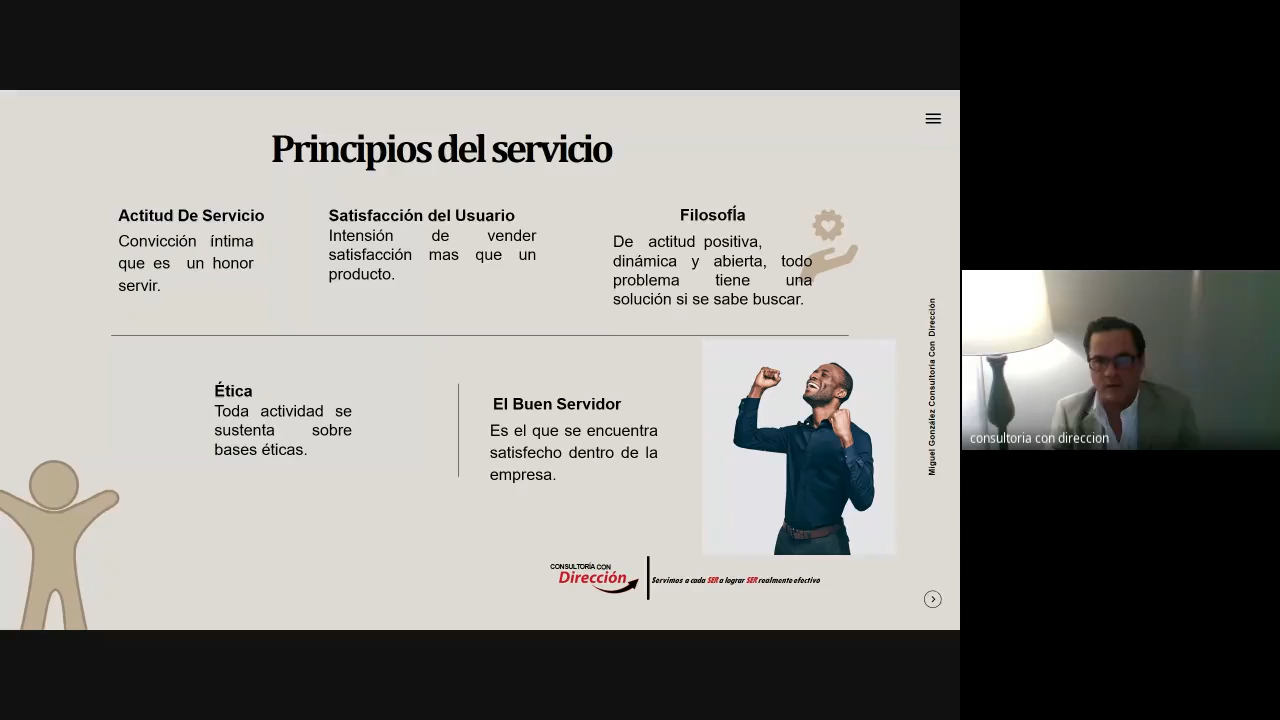 Principios del servicio
Actitud De Servicio
Convicción íntima
que es un honor
servir.
Satisfacción del Usuario
Intensión de vender
satisfacción mas que un
producto.
FilosofÍa
De actitud positiva,
dinámica y abierta, todo
problema tiene una
solución si se sabe buscar.
Ética
Toda actividad se
sustenta sobre
bases éticas.
El Buen Servidor
Es el que se encuentra
satisfecho dentro de la
empresa.
CONSULTORÍA CON
Dirección
Servimos a cada SER a lograr SER realmente efectivo
Miguel González Consultoría Con Dirección
consultoria con direccion